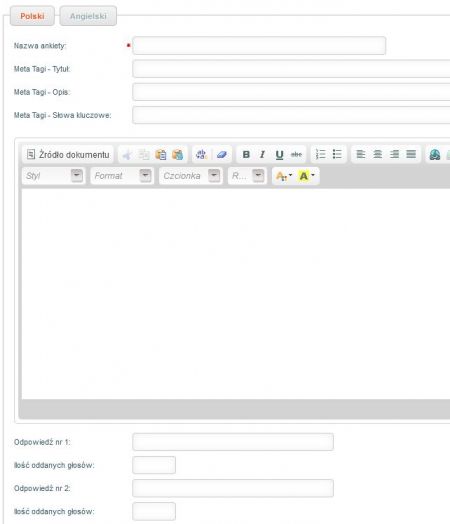 Polski Angielski
Nazwa ankiety:
Meta Tagi - Tytuł:
Meta Tagi - Opis:
Meta Tagi - Słowa kluczowe:
Źródło dokumentu B I U abc
Styl Format Czcionka R... A A
Odpowiedź nr 1:
Ilość oddanych głosów:
Odpowiedź nr 2:
Ilość oddanych głosów: